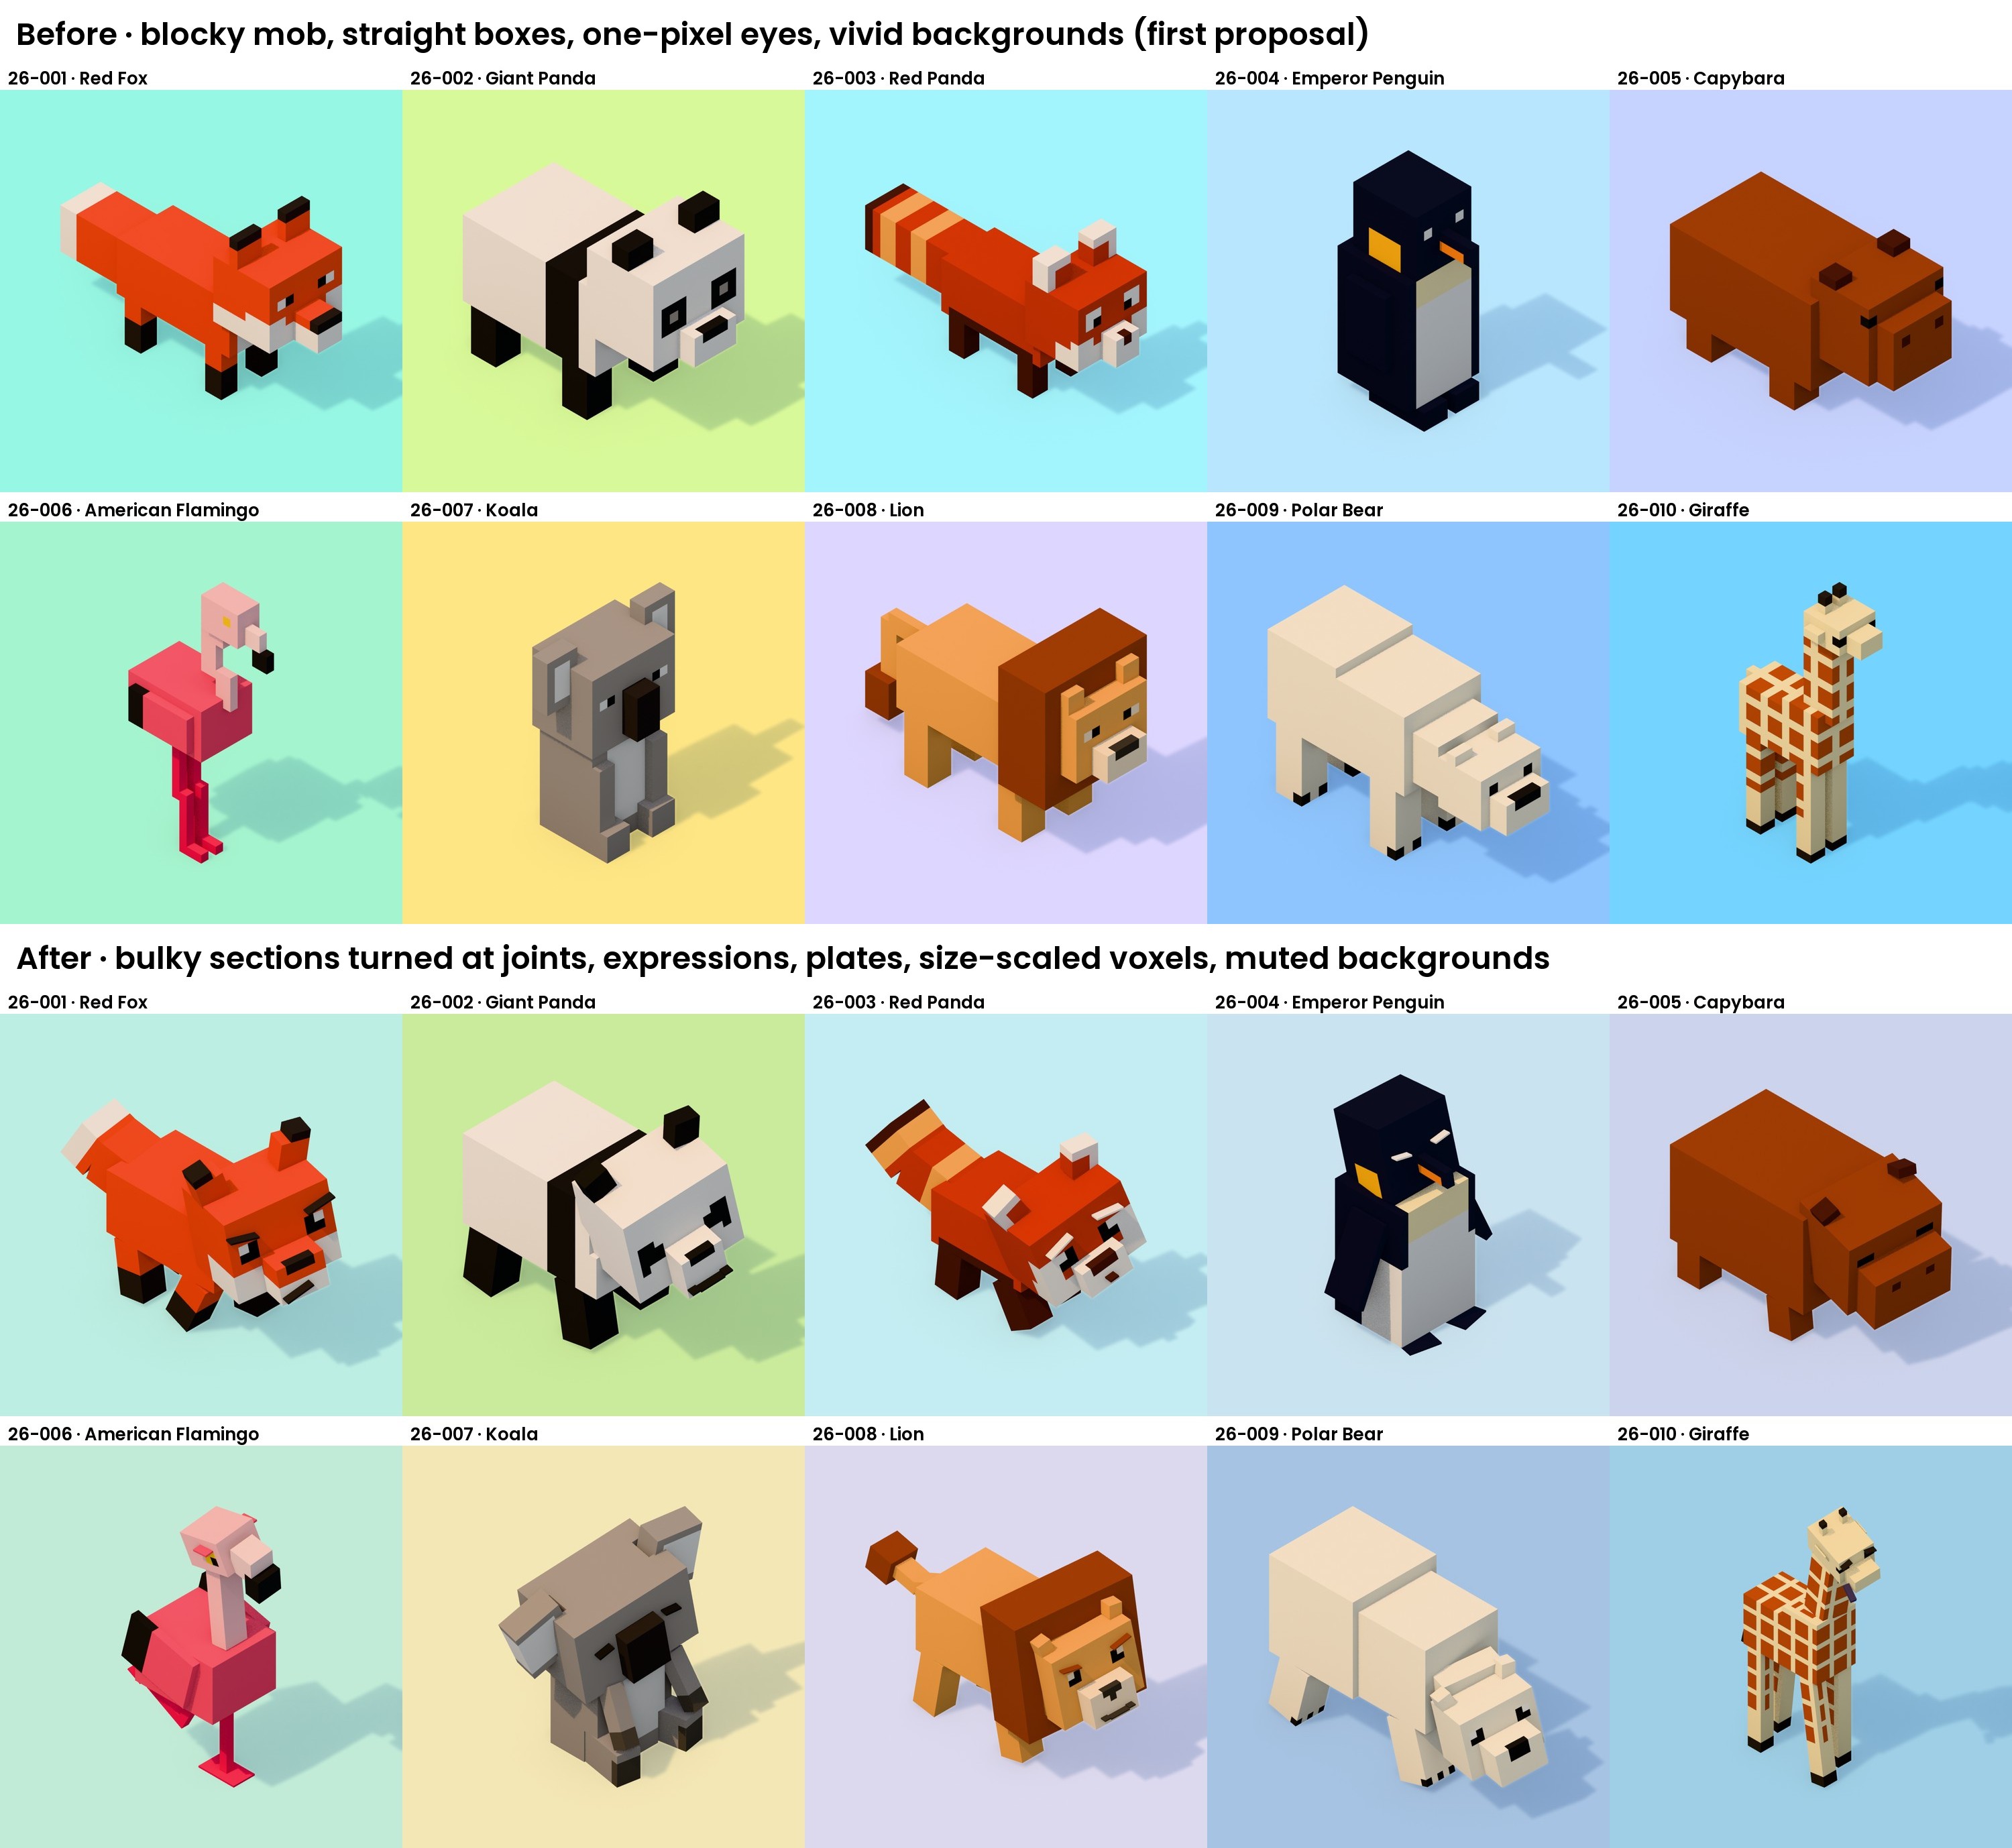 Before · blocky mob, straight boxes, one-pixel eyes, vivid backgrounds (first proposal)
26-001 · Red Fox
26-002 · Giant Panda
26-003 · Red Panda
26-004 · Emperor Penguin
26-005 · Capybara
26-006 · American Flamingo
26-007 · Koala
26-008 · Lion
26-009 · Polar Bear
26-010 · Giraffe
After · bulky sections turned at joints, expressions, plates, size-scaled voxels, muted backgrounds
26-001 · Red Fox
26-002 · Giant Panda
26-003 · Red Panda
26-004 · Emperor Penguin
26-005 · Capybara
26-006 · American Flamingo
26-007 · Koala
26-008 · Lion
26-009 · Polar Bear
26-010 · Giraffe